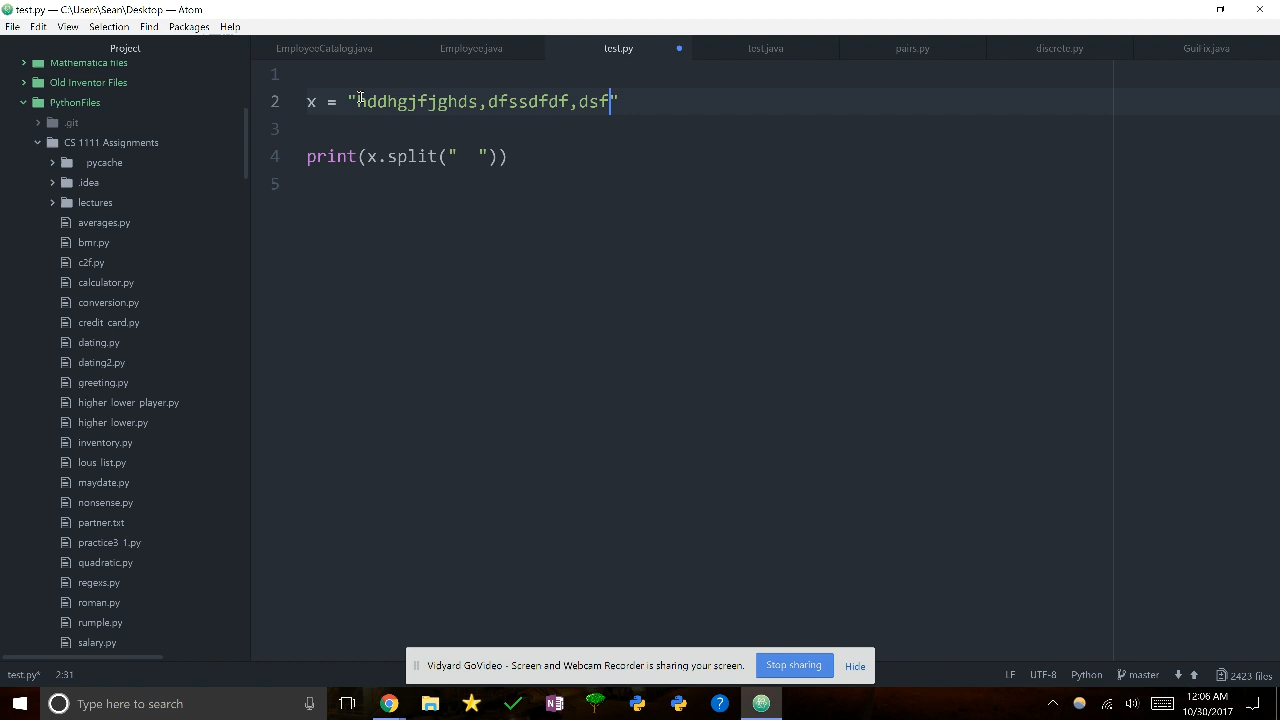 test.py — C:\Users\Sean\Desktop — Atom
File Edit View Selection Find Packages Help
Project
EmployeeCatalog.java
Employee.java
test.py
test.java
pairs.py
discrete.py
GuiFix.java
Mathematica files
Old Inventor Files
PythonFiles
.git
CS 1111 Assignments
pycache
.idea
lectures
averages.py
bmr.py
c2f.py
calculator.py
conversion.py
credit card.py
dating.py
dating2.py
greeting.py
higher lower player.py
higher lower.py
inventory.py
lous list.py
maydate.py
nonsense.py
partner.txt
practice3 1.py
quadratic.py
regexs.py
roman.py
rumple.py
salary.py
1
2 x = "hddhgjfjghds,dfssdfdf,dsf"
3
4 print(x.split("  "))
5
Vidyard GoVideo - Screen and Webcam Recorder is sharing your screen.
Stop sharing
Hide
test.py* 2:31
LF UTF-8 Python master 2423 files
Type here to search
12:06 AM
10/30/2017